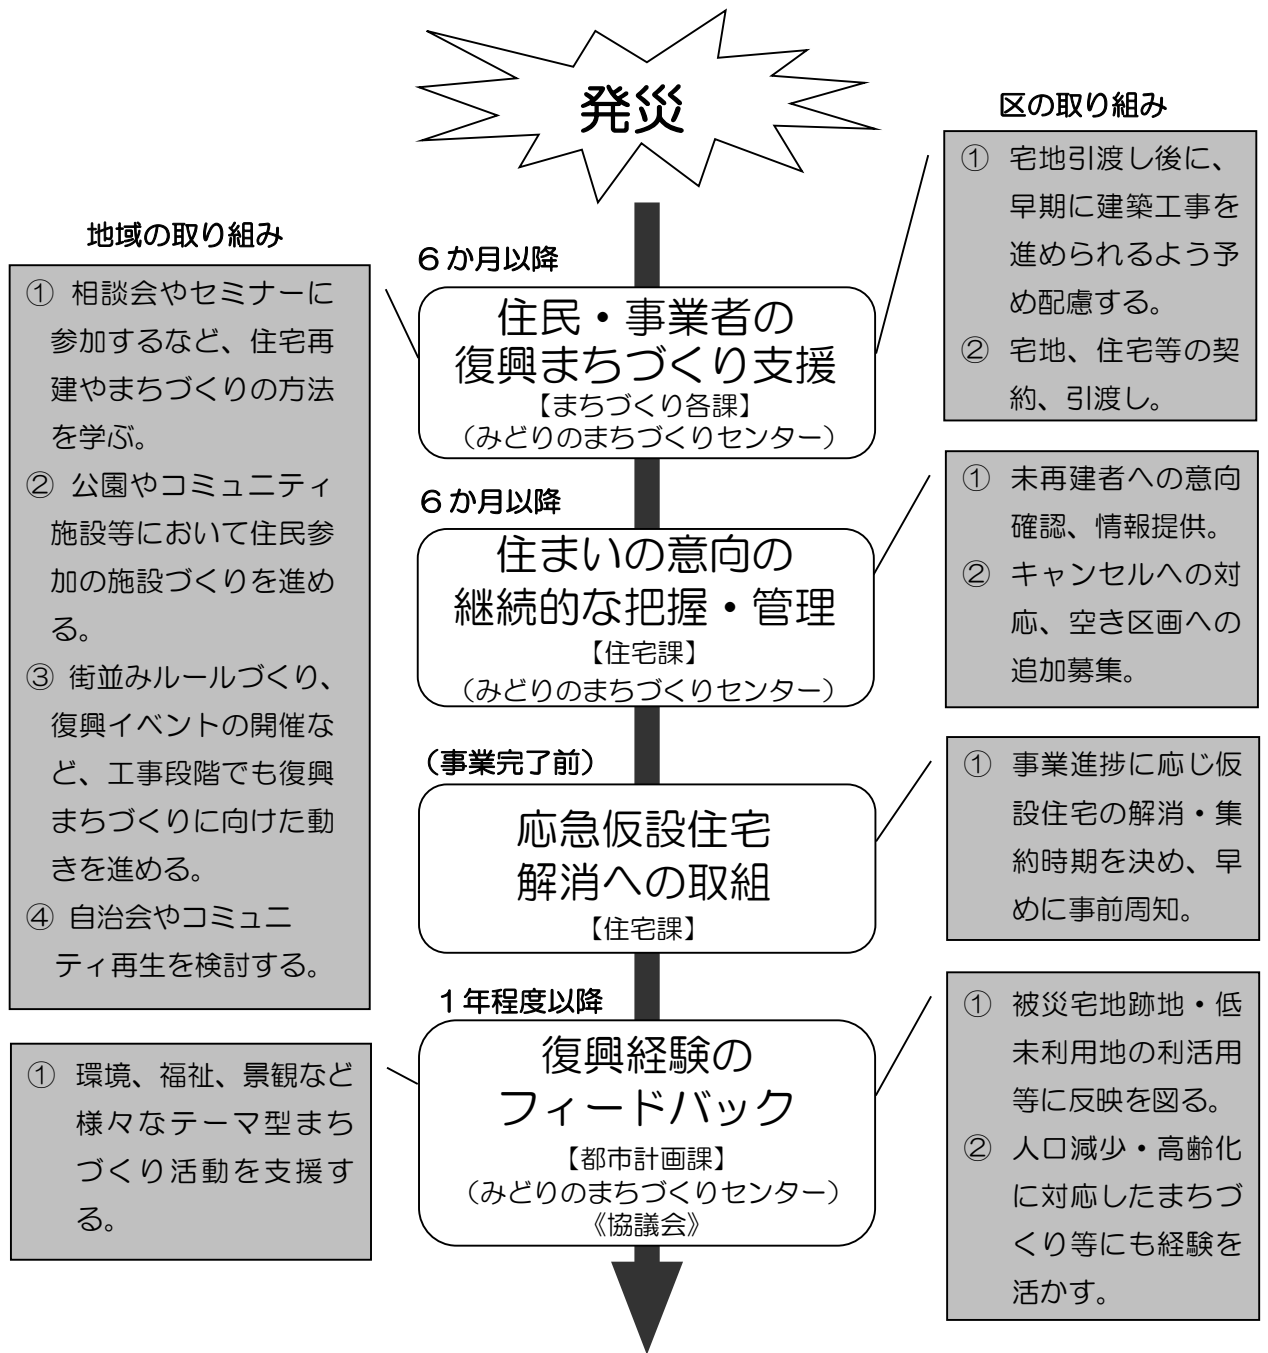 発災
区の取り組み
① 宅地引渡し後に、
早期に建築工事を
進められるよう予
め配慮する。
② 宅地、住宅等の契
約、引渡し。
地域の取り組み
① 相談会やセミナーに
参加するなど、住宅再
建やまちづくりの方法
を学ぶ。
② 公園やコミュニティ
施設等において住民参
加の施設づくりを進め
る。
③ 街並みルールづくり、
復興イベントの開催な
ど、工事段階でも復興
まちづくりに向けた動
きを進める。
④ 自治会やコミュニ
ティ再生を検討する。
6か月以降
住民・事業者の
復興まちづくり支援
【まちづくり各課】
（みどりのまちづくりセンター）
6か月以降
住まいの意向の
継続的な把握・管理
【住宅課】
（みどりのまちづくりセンター）
① 未再建者への意向
確認、情報提供。
② キャンセルへの対
応、空き区画への
追加募集。
（事業完了前）
応急仮設住宅
解消への取組
【住宅課】
① 事業進捗に応じ仮
設住宅の解消・集
約時期を決め、早
めに事前周知。
1年程度以降
復興経験の
フィードバック
【都市計画課】
（みどりのまちづくりセンター）
《協議会》
① 環境、福祉、景観など
様々なテーマ型まち
づくり活動を支援す
る。
① 被災宅地跡地・低
未利用地の利活用
等に反映を図る。
② 人口減少・高齢化
に対応したまちづ
くり等にも経験を
活かす。